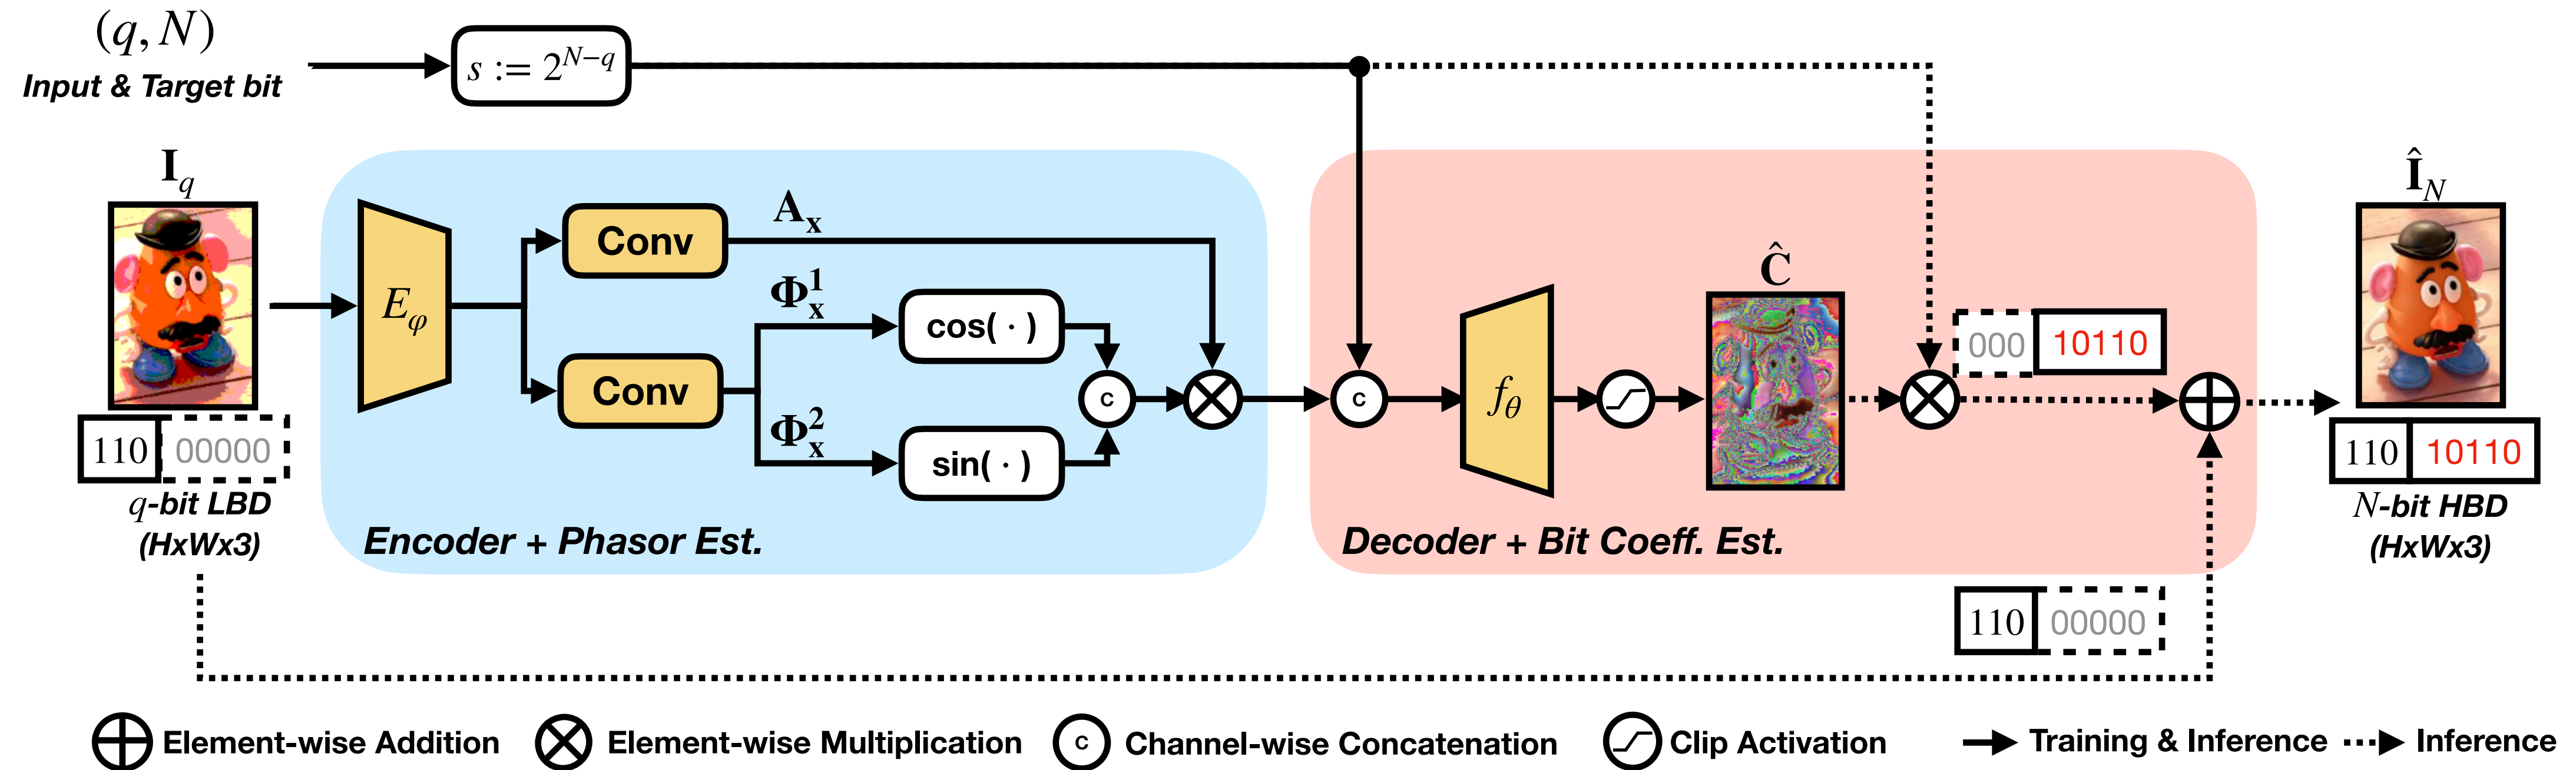 (q, N)
Input & Target bit
s := 2^{N−q}
I_q
110 00000
q-bit LBD
(HxWx3)
E_φ
Conv
A_x
Conv
Φ_x^1
Φ_x^2
cos( · )
sin( · )
c
Encoder + Phasor Est.
c
f_θ
Ĉ
000 10110
Decoder + Bit Coeff. Est.
110 00000
Î_N
110 10110
N-bit HBD
(HxWx3)
Element-wise Addition
Element-wise Multiplication
c Channel-wise Concatenation
Clip Activation
Training & Inference
Inference